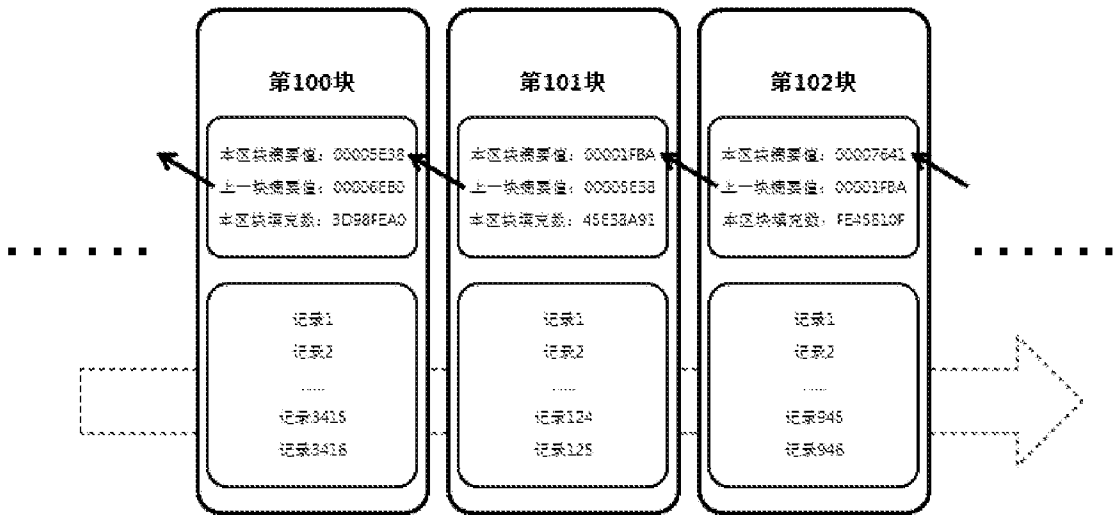 第100块
本区块摘要值：00005E38
上一块摘要值：00006EB0
本区块填充数：3D98FEA0
记录1
记录2
......
记录3415
记录3416
第101块
本区块摘要值：00001FBA
上一块摘要值：00005E38
本区块填充数：45E38A91
记录1
记录2
......
记录124
记录125
第102块
本区块摘要值：00007641
上一块摘要值：00001FBA
本区块填充数：FE45810F
记录1
记录2
......
记录945
记录946